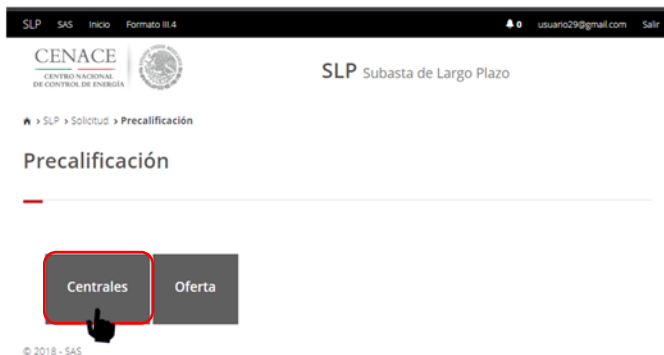 SLP SAS Inicio Formato III.4 0 usuario29@gmail.com Salir
CENACE
CENTRO NACIONAL
DE CONTROL DE ENERGÍA
SLP Subasta de Largo Plazo
> SLP > Solicitud > Precalificación
Precalificación
Centrales Oferta
© 2018 - SAS